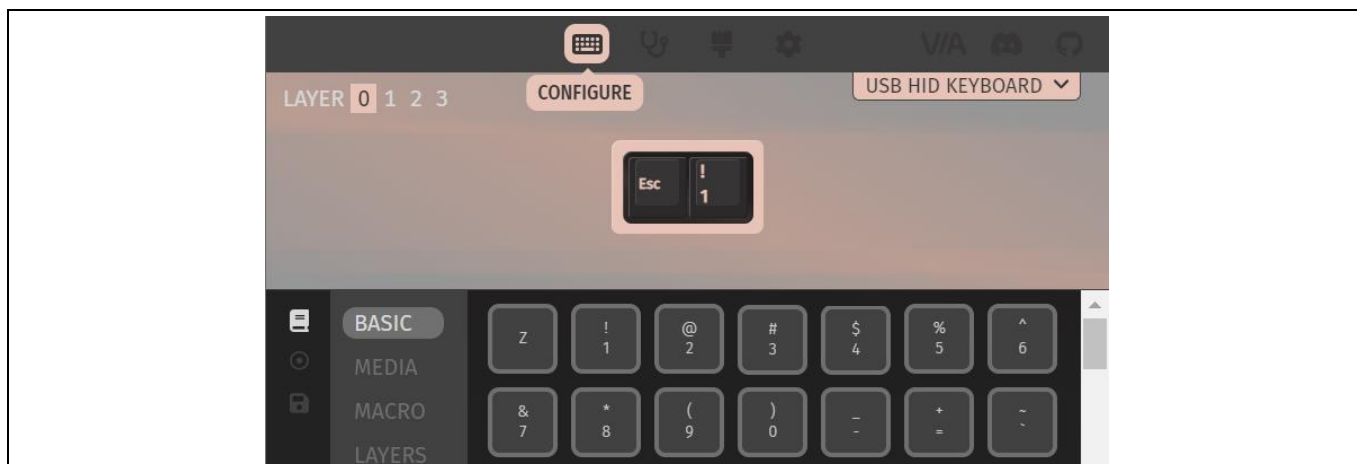 VIA
CONFIGURE
LAYER 0 1 2 3
USB HID KEYBOARD
Esc
!
1
BASIC
MEDIA
MACRO
LAYERS
Z
!
1
@
2
#
3
$
4
%
5
^
6
&
7
*
8
(
9
)
0
_
-
+
=
~
`